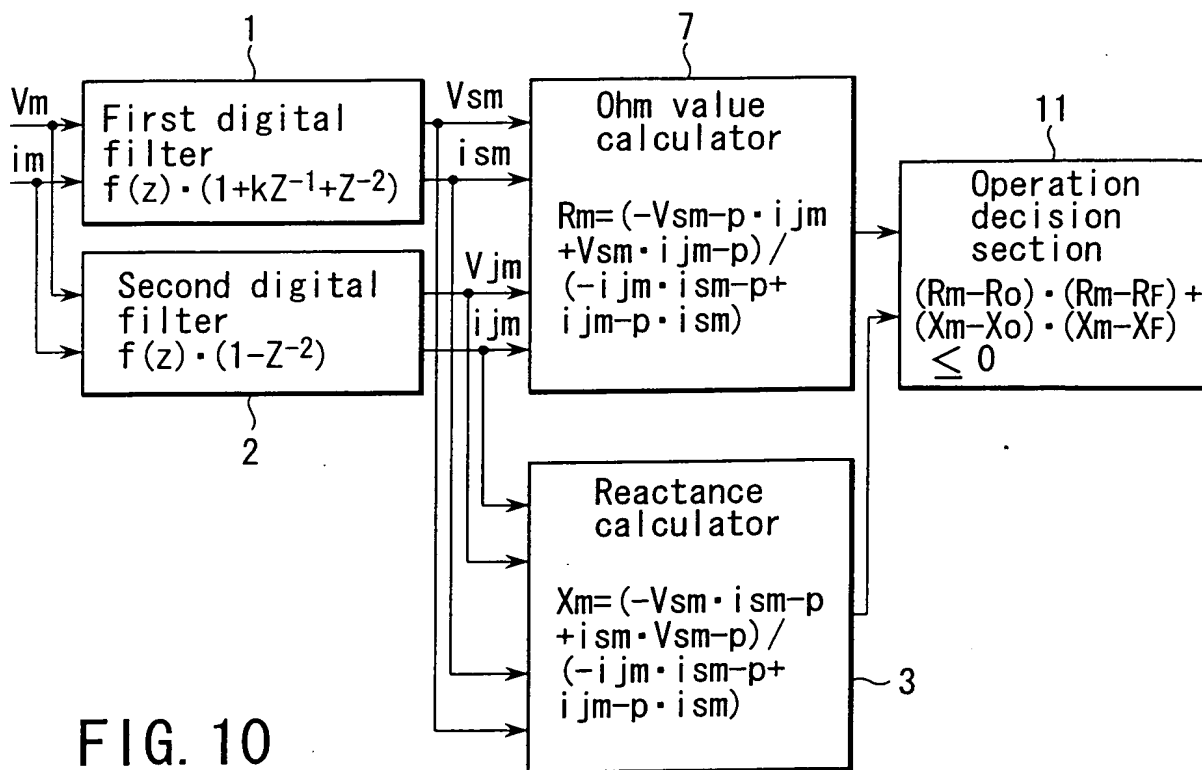 1
Vm
im
First digital
filter
f(z)·(1+kZ⁻¹+Z⁻²)
Second digital
filter
f(z)·(1-Z⁻²)
2
Vsm
ism
Vjm
ijm
7
Ohm value
calculator
Rm=(-Vsm-p·ijm
+Vsm·ijm-p)/
(-ijm·ism-p+
ijm-p·ism)
Reactance
calculator
Xm=(-Vsm·ism-p
+ism·Vsm-p)/
(-ijm·ism-p+
ijm-p·ism)
3
11
Operation
decision
section
(Rm-Ro)·(Rm-RF)+
(Xm-Xo)·(Xm-XF)
≤ 0
FIG. 10